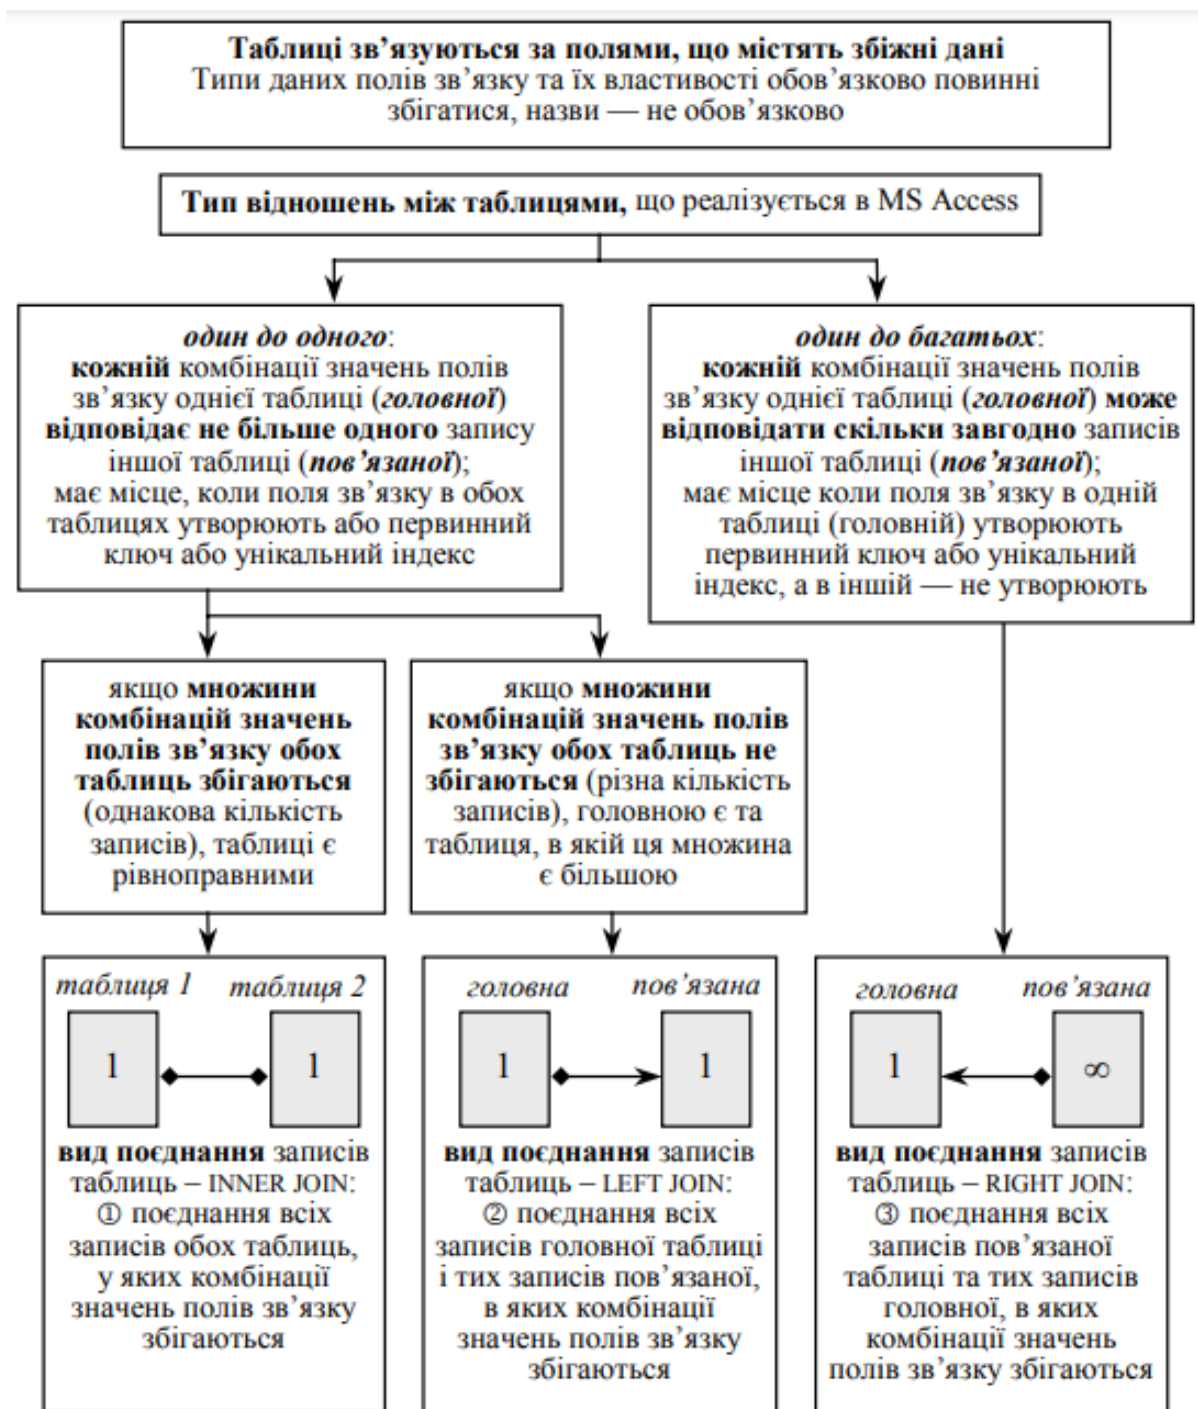 Таблиці зв’язуються за полями, що містять збіжні дані
Типи даних полів зв’язку та їх властивості обов’язково повинні
збігатися, назви — не обов’язково
Тип відношень між таблицями, що реалізується в MS Access
один до одного:
кожній комбінації значень полів
зв’язку однієї таблиці (головної)
відповідає не більше одного запису
іншої таблиці (пов’язаної);
має місце, коли поля зв’язку в обох
таблицях утворюють або первинний
ключ або унікальний індекс
один до багатьох:
кожній комбінації значень полів
зв’язку однієї таблиці (головної) може
відповідати скільки завгодно записів
іншої таблиці (пов’язаної);
має місце коли поля зв’язку в одній
таблиці (головній) утворюють
первинний ключ або унікальний
індекс, а в іншій — не утворюють
якщо множини
комбінацій значень
полів зв’язку обох
таблиць збігаються
(однакова кількість
записів), таблиці є
рівноправними
якщо множини
комбінацій значень полів
зв’язку обох таблиць не
збігаються (різна кількість
записів), головною є та
таблиця, в якій ця множина
є більшою
таблиця 1 таблиця 2
1 1
вид поєднання записів
таблиць – INNER JOIN:
① поєднання всіх
записів обох таблиць,
у яких комбінації
значень полів зв’язку
збігаються
головна пов’язана
1 1
вид поєднання записів
таблиць – LEFT JOIN:
② поєднання всіх
записів головної таблиці
і тих записів пов’язаної,
в яких комбінації
значень полів зв’язку
збігаються
головна пов’язана
1 ∞
вид поєднання записів
таблиць – RIGHT JOIN:
③ поєднання всіх
записів пов’язаної
таблиці та тих записів
головної, в яких
комбінації значень
полів зв’язку збігаються